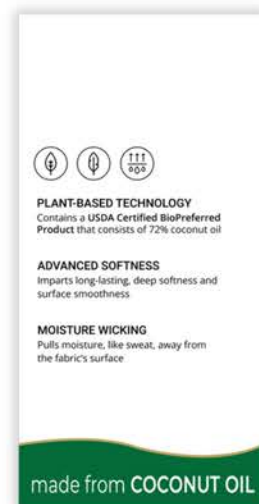 PLANT-BASED TECHNOLOGY
Contains a USDA Certified BioPreferred
Product that consists of 72% coconut oil
ADVANCED SOFTNESS
Imparts long-lasting, deep softness and
surface smoothness
MOISTURE WICKING
Pulls moisture, like sweat, away from
the fabric's surface
made from COCONUT OIL